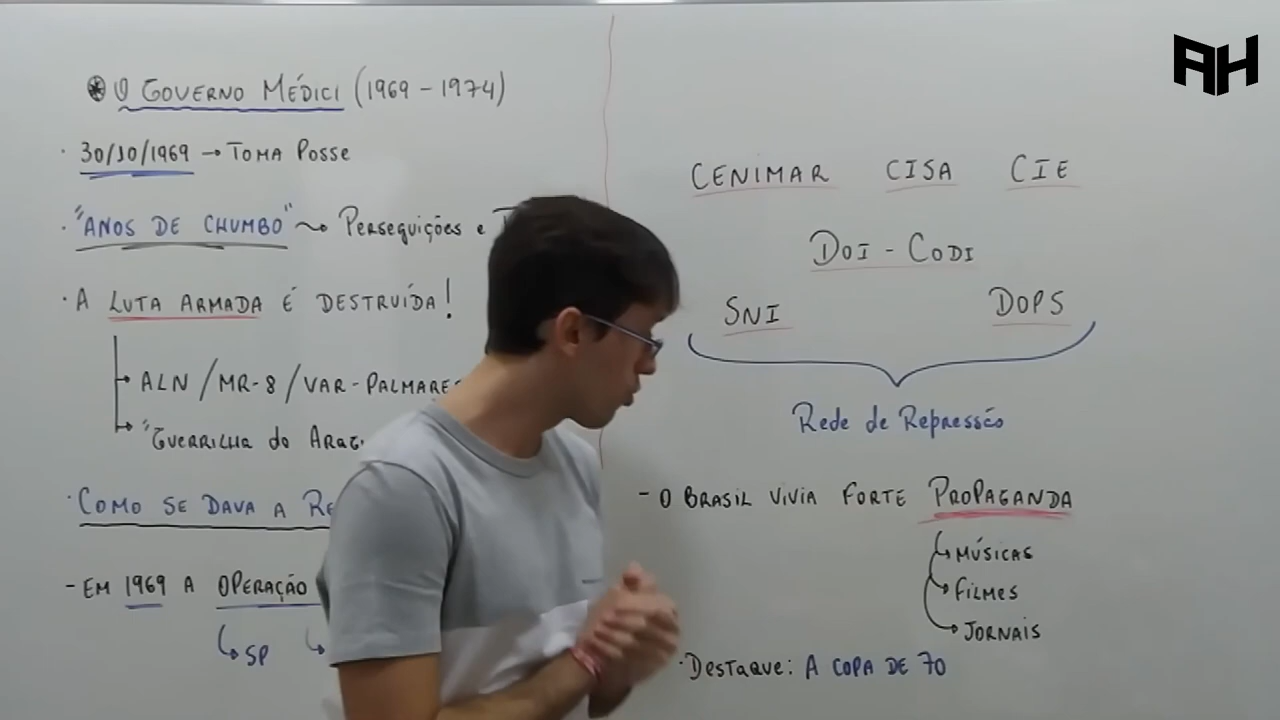 O GOVERNO MÉDICI (1969 - 1974)
· 30/10/1969 → TOMA POSSE
· "ANOS DE CHUMBO" ~> PERSEGUIÇÕES E
· A LUTA ARMADA É DESTRUÍDA!
→ ALN / MR-8 / VAR-PALMARES
→ "GUERRILHA DO
· COMO SE DAVA A
- EM 1969 A OPERAÇÃO
↳ SP
AH
CENIMAR CISA CIE
DOI - CODI
SNI DOPS
Rede de Repressão
- O BRASIL VIVIA FORTE PROPAGANDA
↳ MÚSICAS
↳ FILMES
↳ JORNAIS
· DESTAQUE: A COPA DE 70